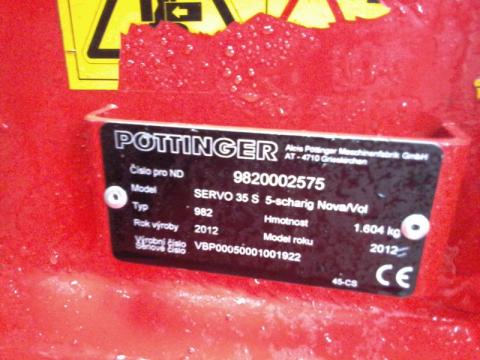 PÖTTINGER
Alois Pöttinger Maschinenfabrik GmbH
AT - 4710 Grieskirchen
Číslo pro ND 9820002575
Model SERVO 35 S 5-scharig Nova/Vol
Typ 982 Hmotnost 1.604 kg
Rok výroby 2012 Model roku 2012
Výrobní číslo
Sériové číslo VBP00050001001922
45-CS
CE